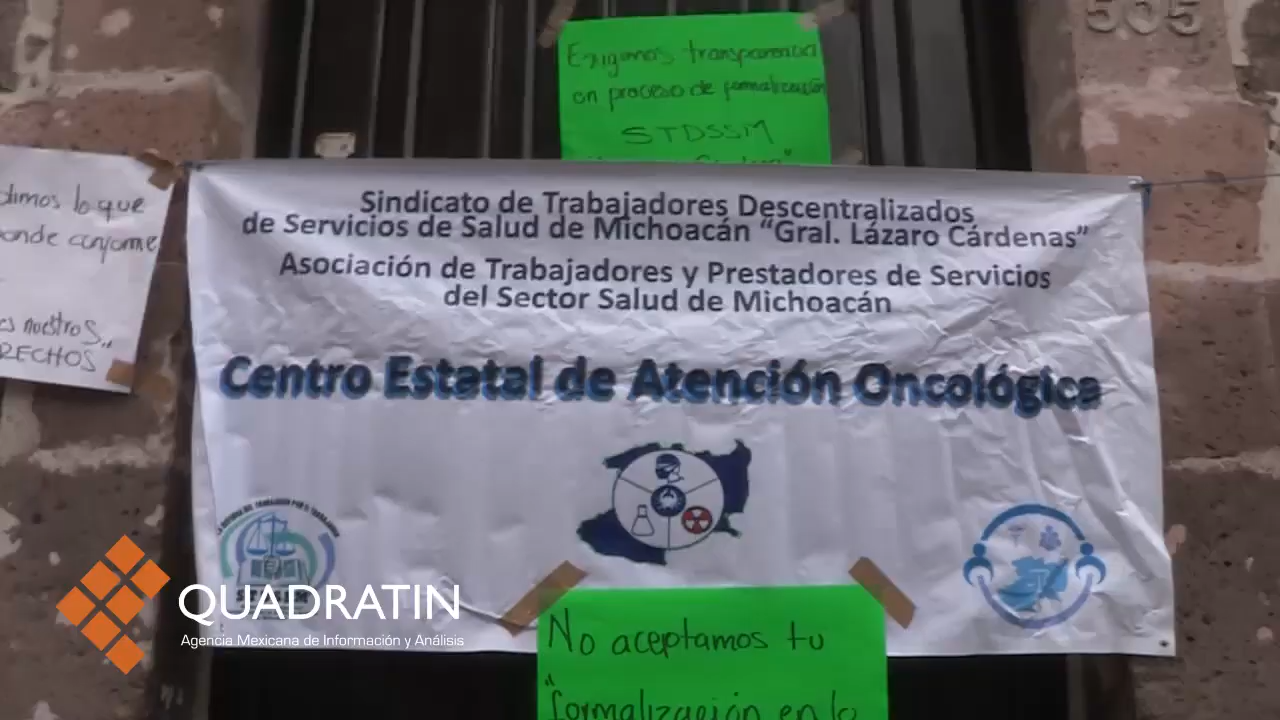 505
Exigimos transparencia
en proceso de formalización
STDSSM
dimos lo que
onde conforme
es nuestros
RECHOS
Sindicato de Trabajadores Descentralizados
de Servicios de Salud de Michoacán “Gral. Lázaro Cárdenas”
Asociación de Trabajadores y Prestadores de Servicios
del Sector Salud de Michoacán
Centro Estatal de Atención Oncológica
QUADRATIN
Agencia Mexicana de Información y Análisis
No aceptamos tu
"formalización en lo